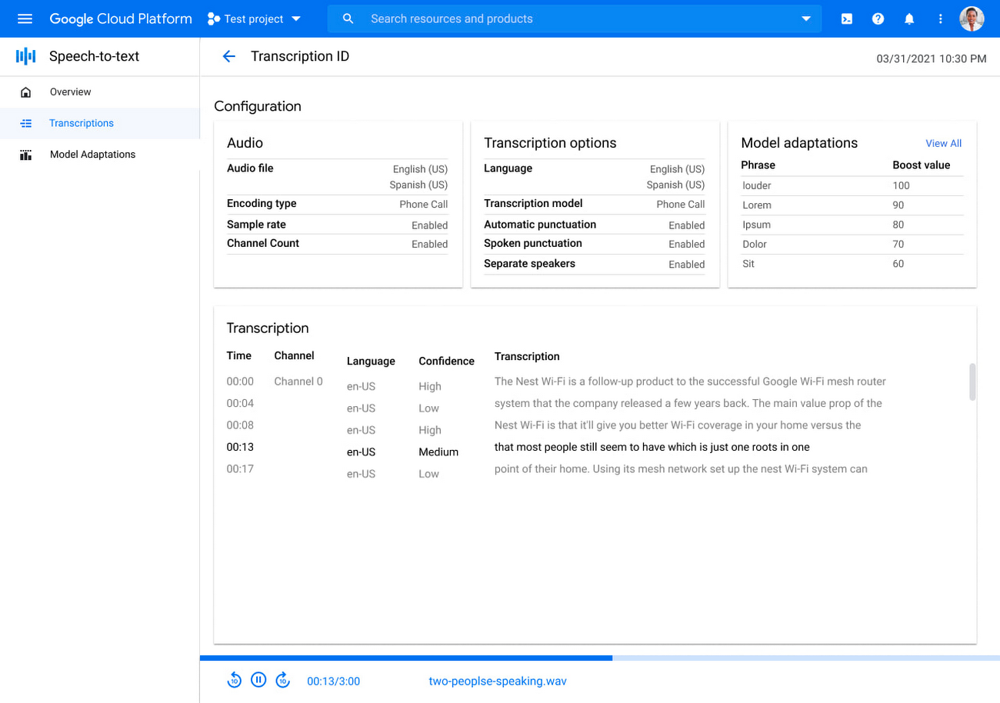 Google Cloud Platform Test project Search resources and products
Speech-to-text
Transcription ID
03/31/2021 10:30 PM
Overview
Transcriptions
Model Adaptations
Configuration
Audio
Audio file English (US)
Spanish (US)
Encoding type Phone Call
Sample rate Enabled
Channel Count Enabled
Transcription options
Language English (US)
Spanish (US)
Transcription model Phone Call
Automatic punctuation Enabled
Spoken punctuation Enabled
Separate speakers Enabled
Model adaptations View All
Phrase Boost value
louder 100
Lorem 90
Ipsum 80
Dolor 70
Sit 60
Transcription
Time Channel Language Confidence Transcription
00:00 Channel 0 en-US High The Nest Wi-Fi is a follow-up product to the successful Google Wi-Fi mesh router
00:04 en-US Low system that the company released a few years back. The main value prop of the
00:08 en-US High Nest Wi-Fi is that it'll give you better Wi-Fi coverage in your home versus the
00:13 en-US Medium that most people still seem to have which is just one roots in one
00:17 en-US Low point of their home. Using its mesh network set up the nest Wi-Fi system can
10 10 00:13/3:00 two-peoplse-speaking.wav